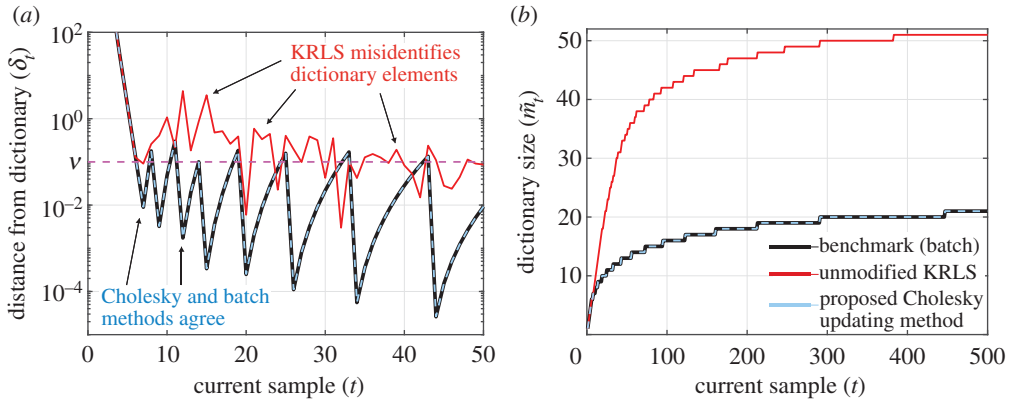 (a)
distance from dictionary (δ_t)
10^2
10^0
ν
10^−2
10^−4
KRLS misidentifies
dictionary elements
Cholesky and batch
methods agree
0 10 20 30 40 50
current sample (t)
(b)
dictionary size (m̃_t)
50
40
30
20
10
benchmark (batch)
unmodified KRLS
proposed Cholesky
updating method
0 100 200 300 400 500
current sample (t)